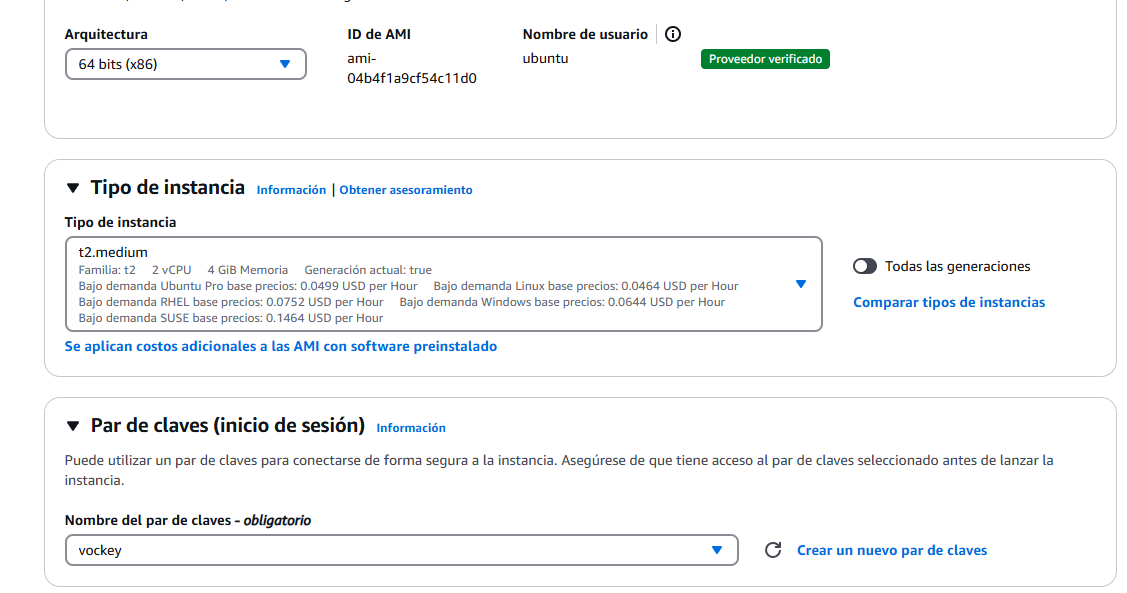 Arquitectura
ID de AMI
Nombre de usuario
64 bits (x86)
ami-
04b4f1a9cf54c11d0
ubuntu
Proveedor verificado
Tipo de instancia Información | Obtener asesoramiento
Tipo de instancia
t2.medium
Familia: t2 2 vCPU 4 GiB Memoria Generación actual: true
Bajo demanda Ubuntu Pro base precios: 0.0499 USD per Hour Bajo demanda Linux base precios: 0.0464 USD per Hour
Bajo demanda RHEL base precios: 0.0752 USD per Hour Bajo demanda Windows base precios: 0.0644 USD per Hour
Bajo demanda SUSE base precios: 0.1464 USD per Hour
Todas las generaciones
Comparar tipos de instancias
Se aplican costos adicionales a las AMI con software preinstalado
Par de claves (inicio de sesión) Información
Puede utilizar un par de claves para conectarse de forma segura a la instancia. Asegúrese de que tiene acceso al par de claves seleccionado antes de lanzar la
instancia.
Nombre del par de claves - obligatorio
vockey
Crear un nuevo par de claves